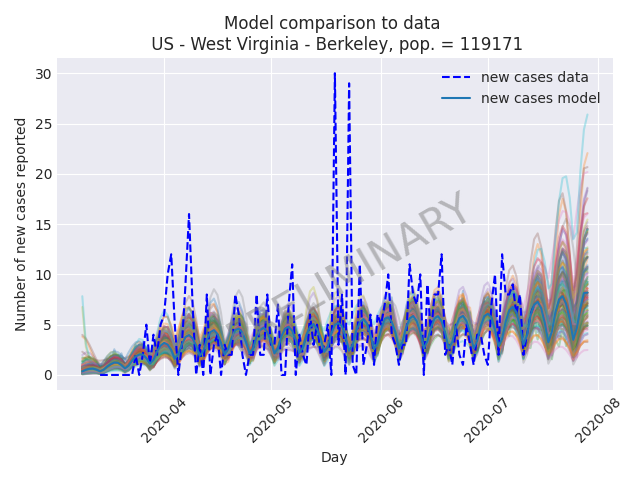 Model comparison to data
US - West Virginia - Berkeley, pop. = 119171
new cases data
new cases model
Number of new cases reported
30
25
20
15
10
5
0
PRELIMINARY
2020-04
2020-05
2020-06
2020-07
2020-08
Day